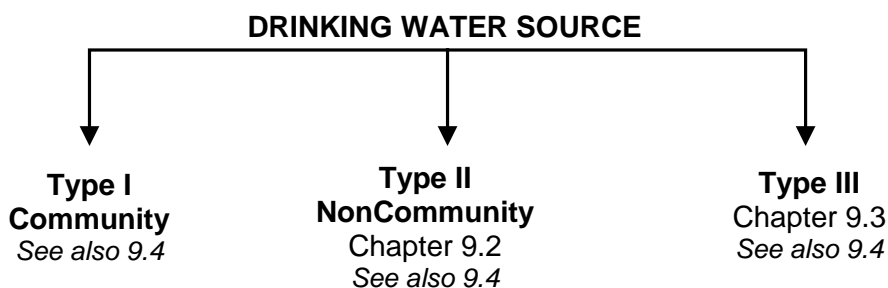 DRINKING WATER SOURCE
Type I
Community
See also 9.4
Type II
NonCommunity
Chapter 9.2
See also 9.4
Type III
Chapter 9.3
See also 9.4